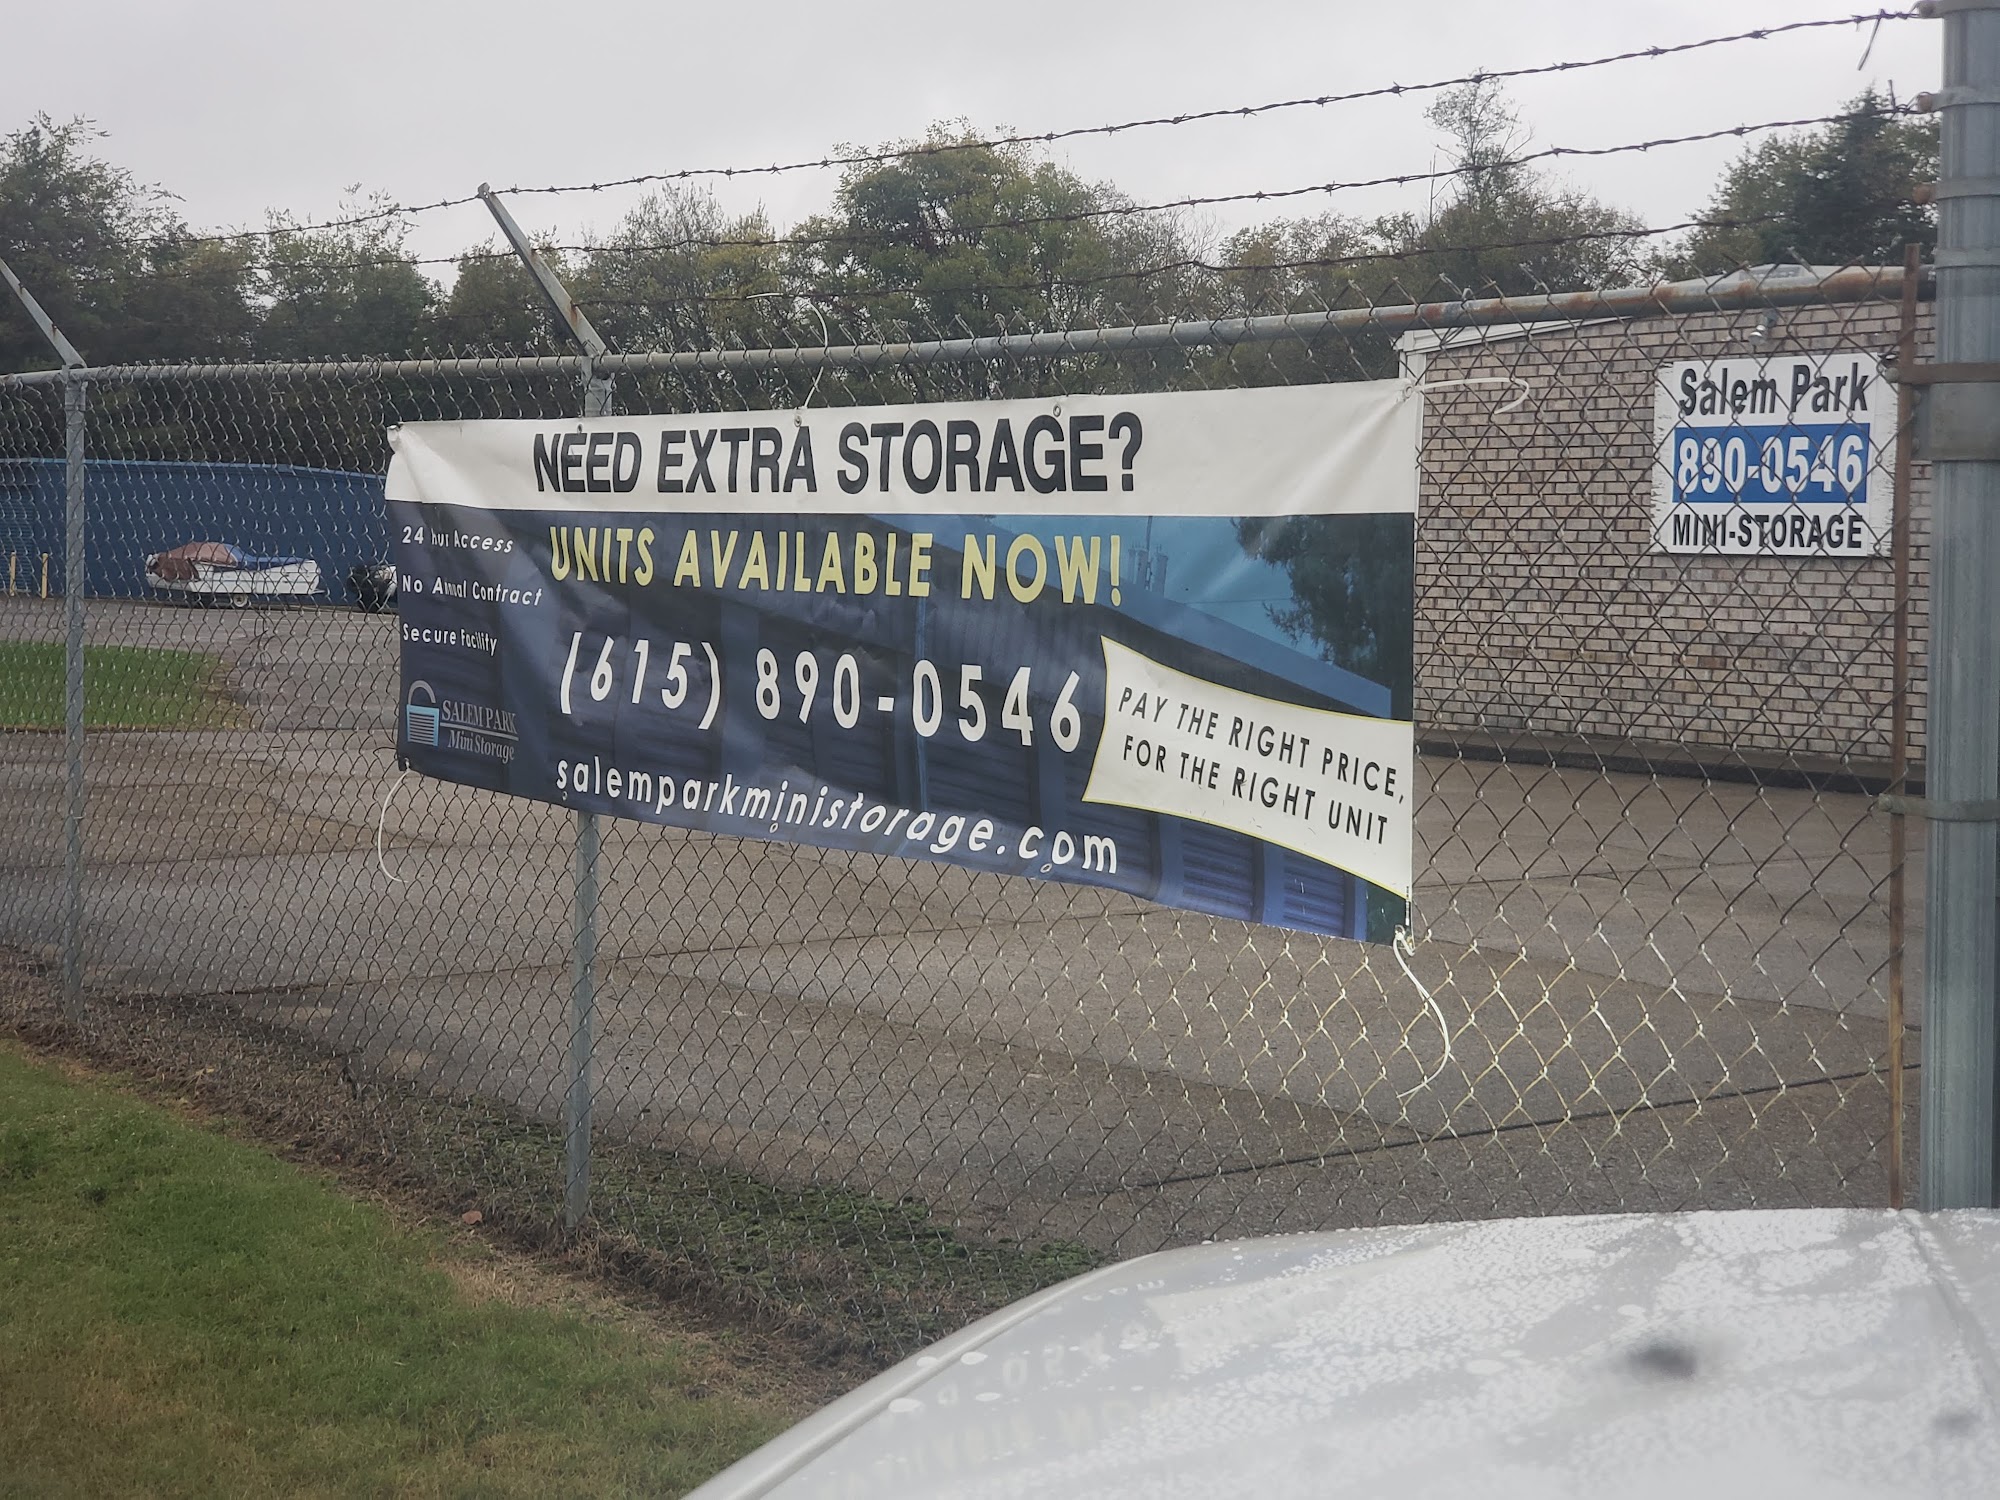 NEED EXTRA STORAGE?
UNITS AVAILABLE NOW!
24 hur Access
No Annual Contract
Secure Facility
(615) 890-0546
SALEM PARK
Mini Storage
salemparkministorage.com
PAY THE RIGHT PRICE,
FOR THE RIGHT UNIT
Salem Park
890-0546
MINI-STORAGE